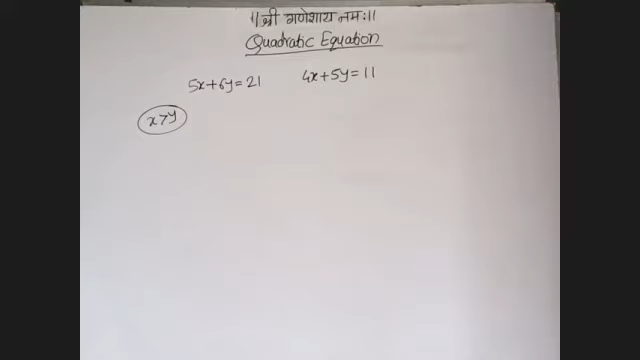 ॥श्री गणेशाय नमः॥
Quadratic Equation
5x+6y=21 4x+5y=11
x>y